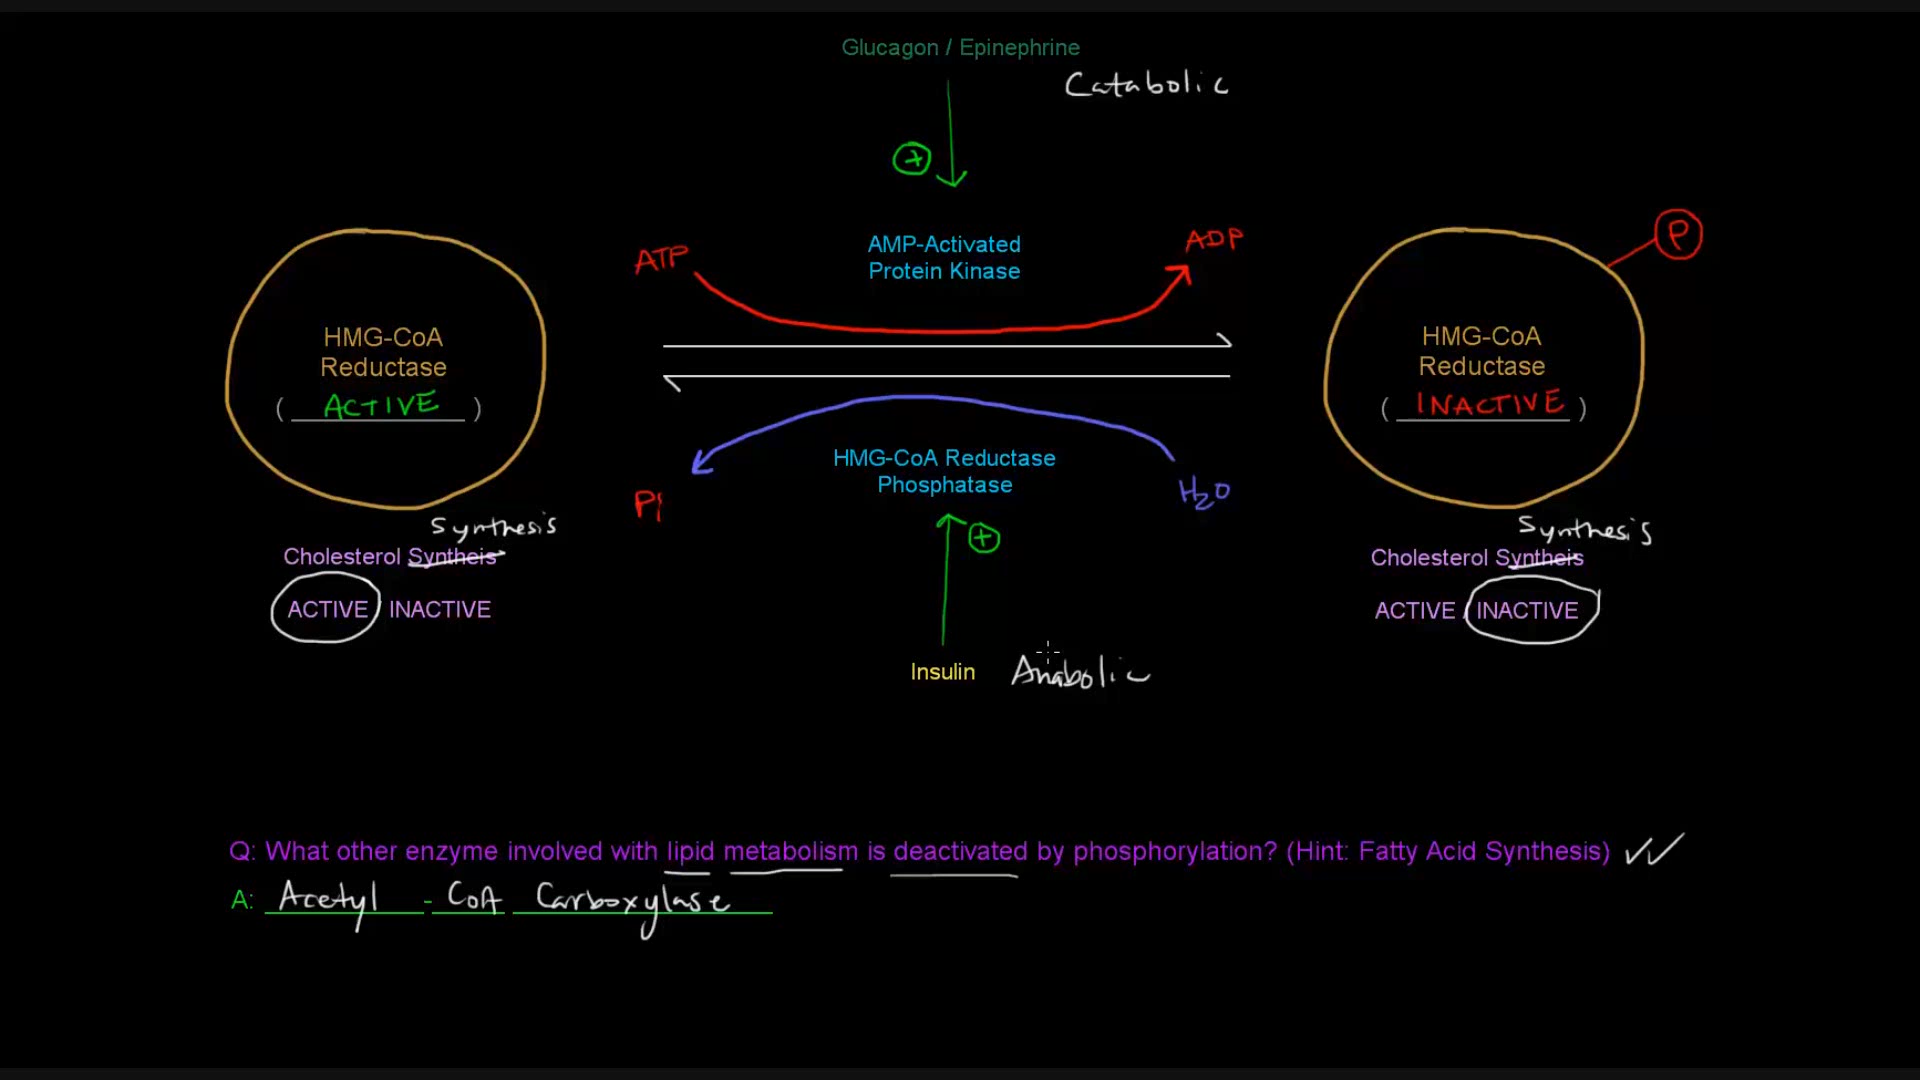 Glucagon / Epinephrine
Catabolic
+
ATP
AMP-Activated
Protein Kinase
ADP
P
HMG-CoA
Reductase
( ACTIVE )
HMG-CoA
Reductase
( INACTIVE )
HMG-CoA Reductase
Phosphatase
Pi
H2O
+
Synthesis
Cholesterol Syntheis
ACTIVE / INACTIVE
Synthesis
Cholesterol Syntheis
ACTIVE / INACTIVE
Insulin Anabolic
Q: What other enzyme involved with lipid metabolism is deactivated by phosphorylation? (Hint: Fatty Acid Synthesis)
A: Acetyl - CoA Carboxylase